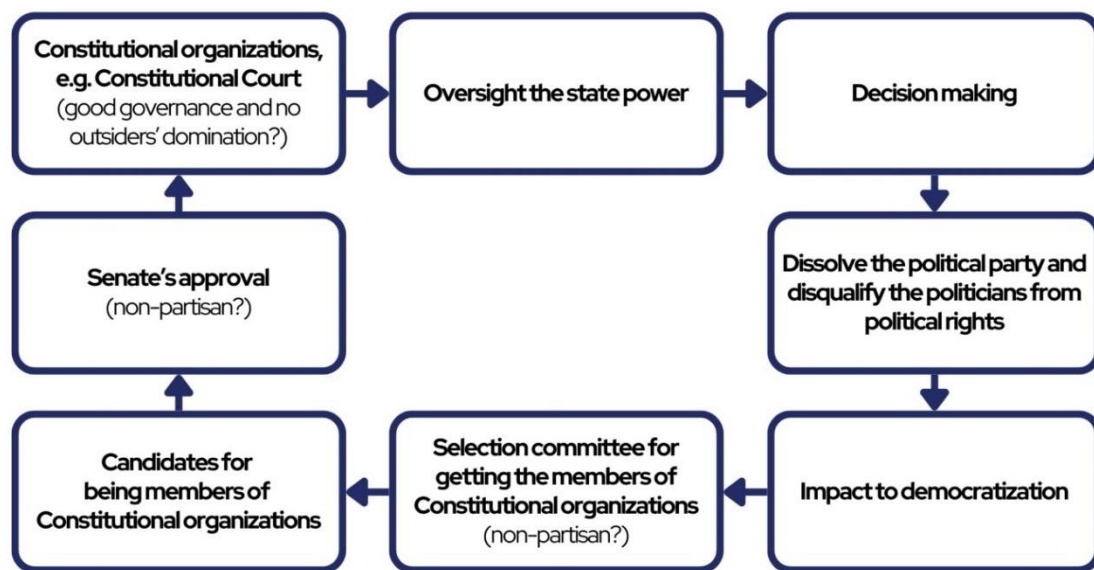 Constitutional organizations,
e.g. Constitutional Court
(good governance and no
outsiders’ domination?)
Oversight the state power
Decision making
Dissolve the political party and
disqualify the politicians from
political rights
Impact to democratization
Selection committee for
getting the members of
Constitutional organizations
(non-partisan?)
Candidates for
being members of
Constitutional organizations
Senate’s approval
(non-partisan?)